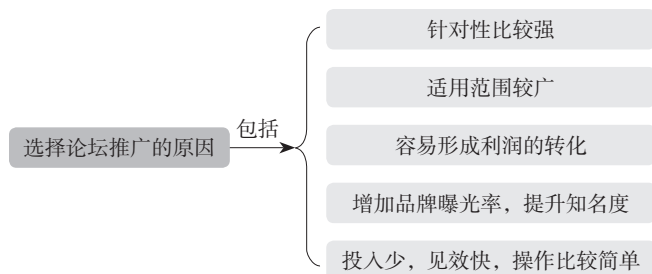 选择论坛推广的原因
包括
针对性比较强
适用范围较广
容易形成利润的转化
增加品牌曝光率，提升知名度
投入少，见效快，操作比较简单